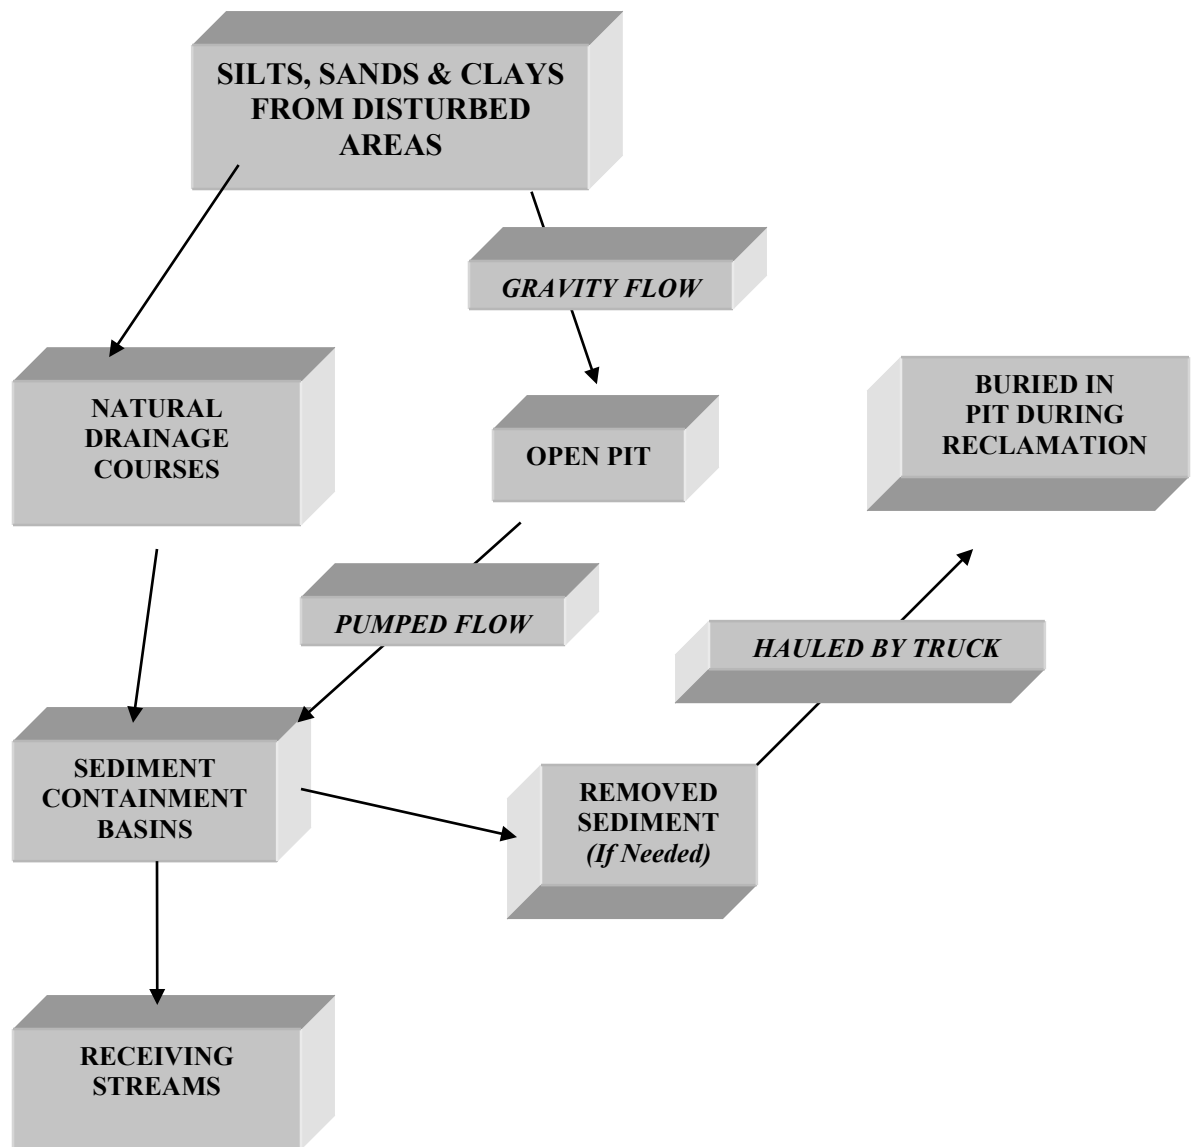 SILTS, SANDS & CLAYS
FROM DISTURBED
AREAS
GRAVITY FLOW
NATURAL
DRAINAGE
COURSES
OPEN PIT
BURIED IN
PIT DURING
RECLAMATION
PUMPED FLOW
HAULED BY TRUCK
SEDIMENT
CONTAINMENT
BASINS
REMOVED
SEDIMENT
(If Needed)
RECEIVING
STREAMS